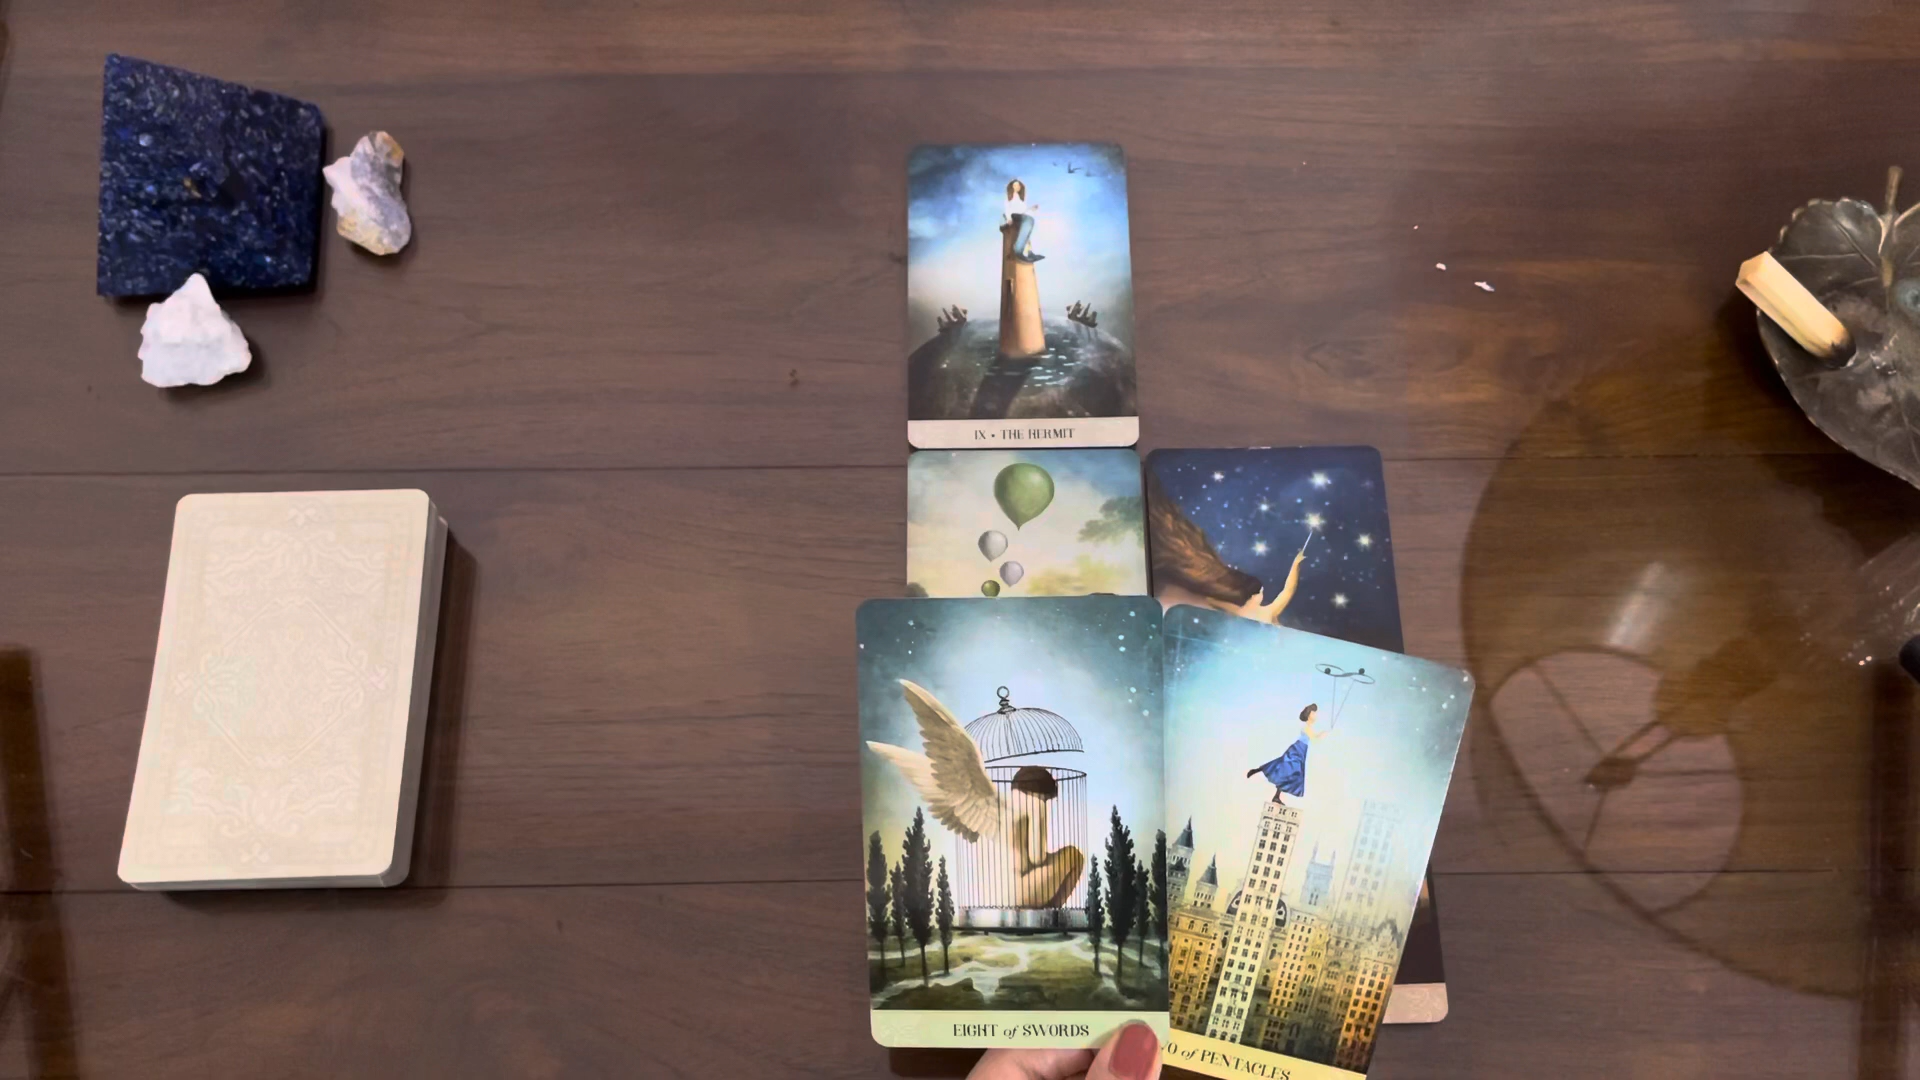 IX • THE HERMIT
EIGHT of SWORDS
of PENTACLES